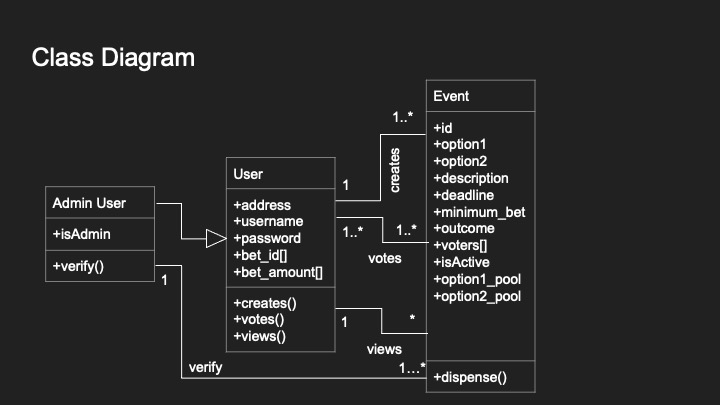 Class Diagram
Admin User
+isAdmin
+verify()
1
User
+address
+username
+password
+bet_id[]
+bet_amount[]
+creates()
+votes()
+views()
1
creates
1..*
1..*
1..*
votes
1
*
views
verify
1...*
Event
+id
+option1
+option2
+description
+deadline
+minimum_bet
+outcome
+voters[]
+isActive
+option1_pool
+option2_pool
+dispense()